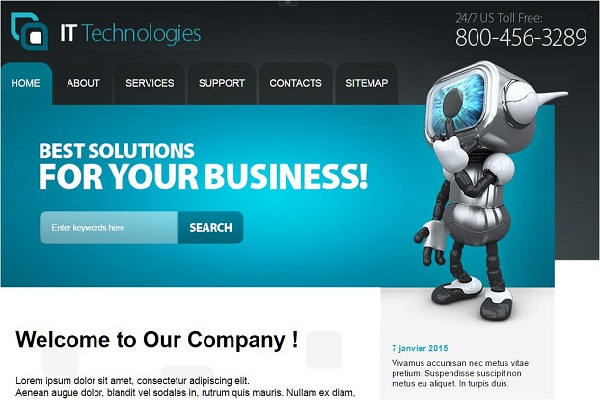 IT Technologies
24/7 US Toll Free:
800-456-3289
HOME ABOUT SERVICES SUPPORT CONTACTS SITEMAP
BEST SOLUTIONS
FOR YOUR BUSINESS!
Enter keywords here SEARCH
Welcome to Our Company !
Lorem ipsum dolor sit amet, consectetur adipiscing elit.
Aenean augue dolor, blandit vel sodales in, rutrum quis mauris. Nullam ex diam,
7 janvier 2015
Vivamus accumsan nec metus vitae
pretium. Suspendisse suscipit non
metus eu aliquet. In turpis duis.